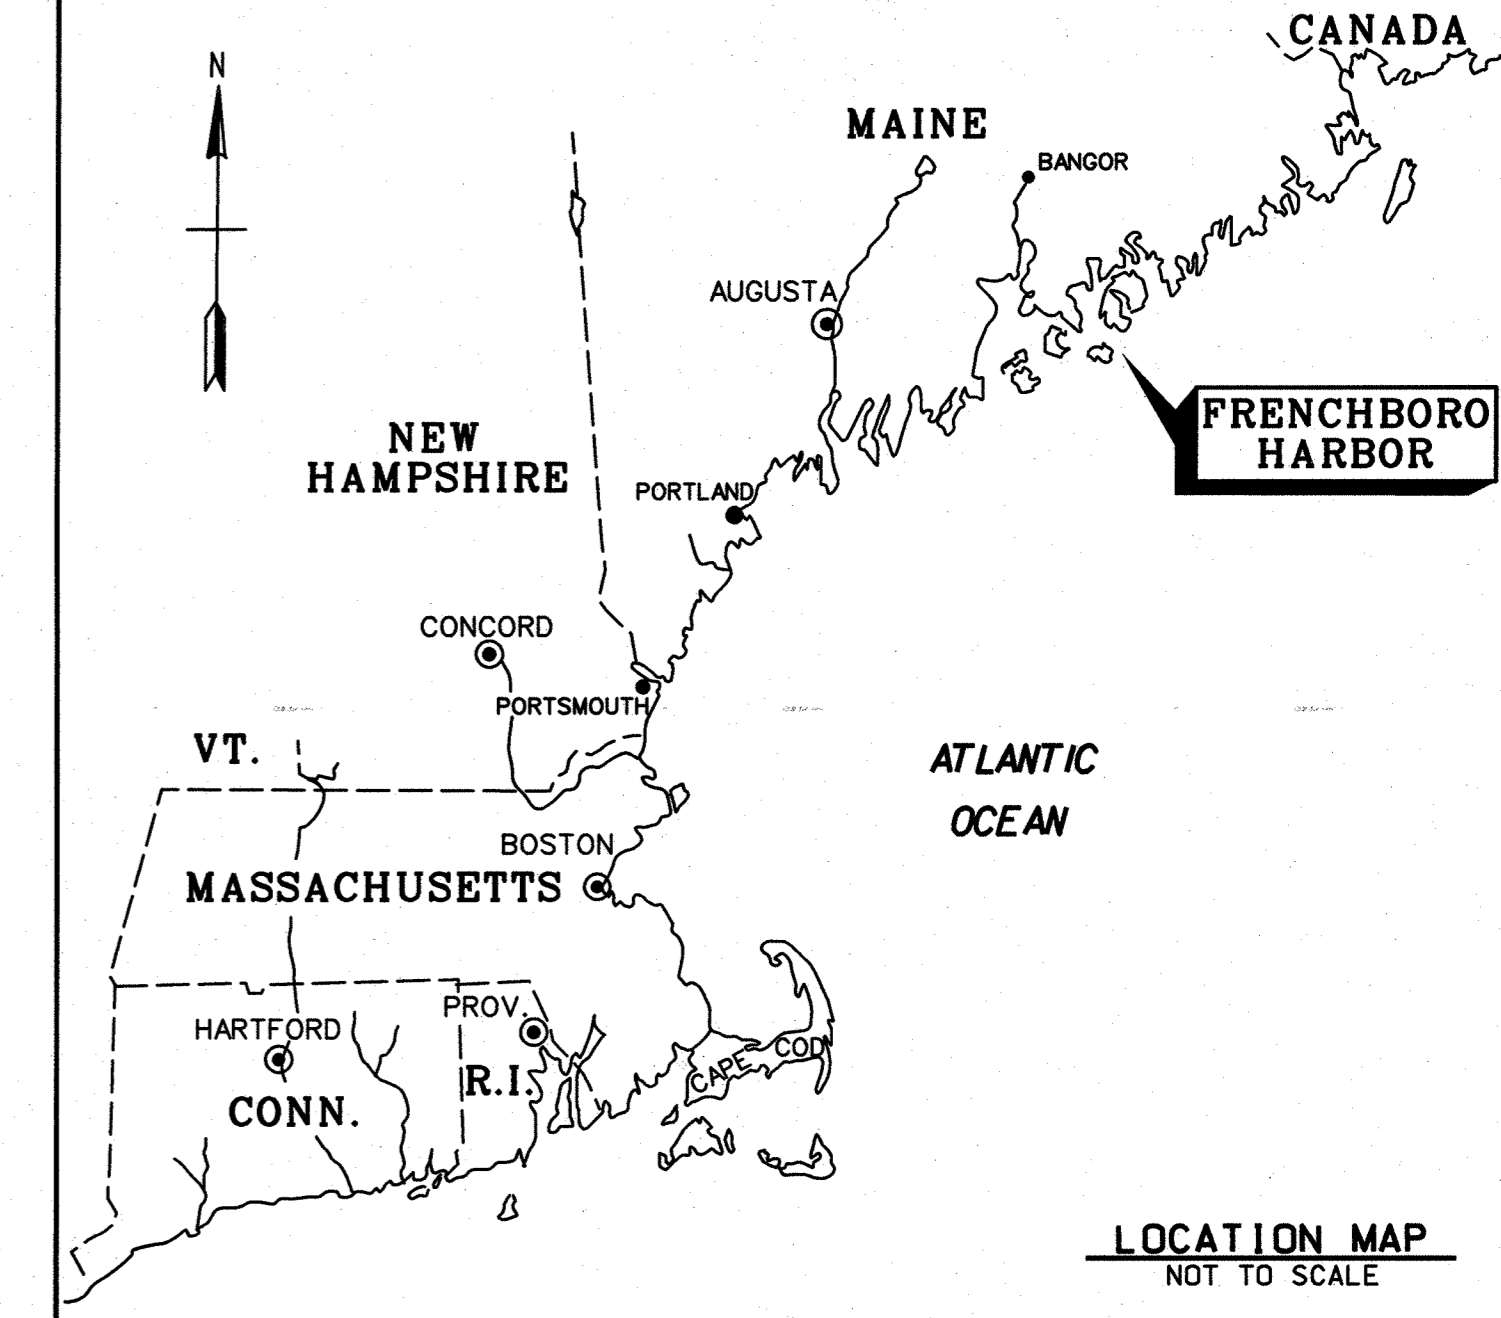 CANADA
N
MAINE
BANGOR
AUGUSTA
FRENCHBORO
HARBOR
NEW
HAMPSHIRE
PORTLAND
CONCORD
PORTSMOUTH
VT.
ATLANTIC
OCEAN
BOSTON
MASSACHUSETTS
PROV.
HARTFORD
CAPE COD
R.I.
CONN.
LOCATION MAP
NOT TO SCALE